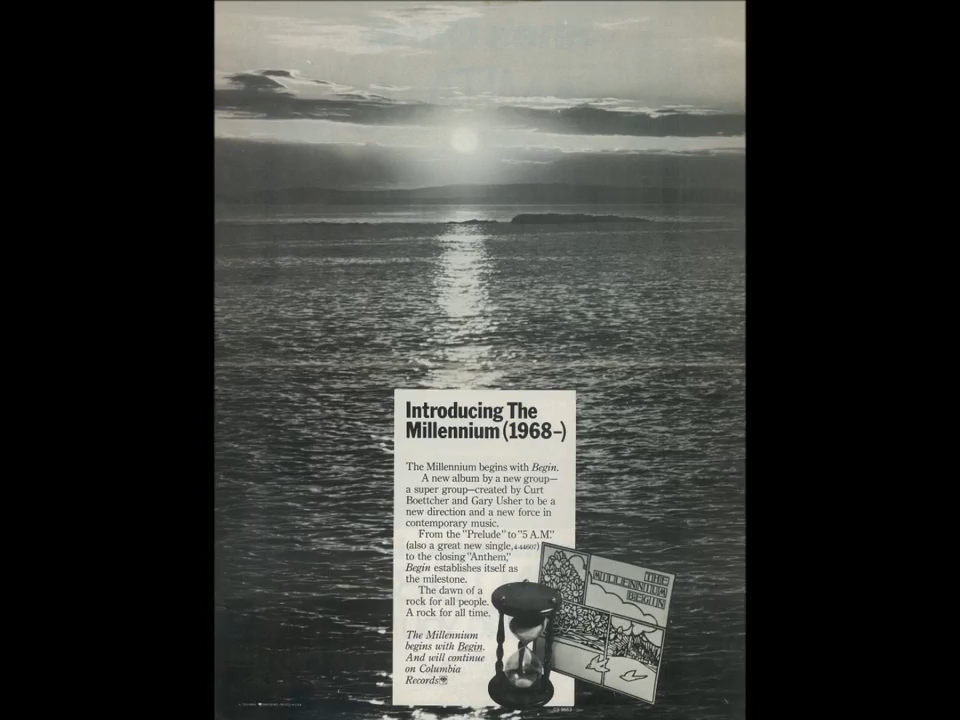 Introducing The
Millennium (1968–)
The Millennium begins with Begin.
A new album by a new group—
a super group—created by Curt
Boettcher and Gary Usher to be a
new direction and a new force in
contemporary music.
From the "Prelude" to "5 A.M."
(also a great new single, 4-44607)
to the closing "Anthem,"
Begin establishes itself as
the milestone.
The dawn of a
rock for all people.
A rock for all time.
The Millennium
begins with Begin.
And will continue
on Columbia
Records
THE
MILLENNIUM
BEGIN